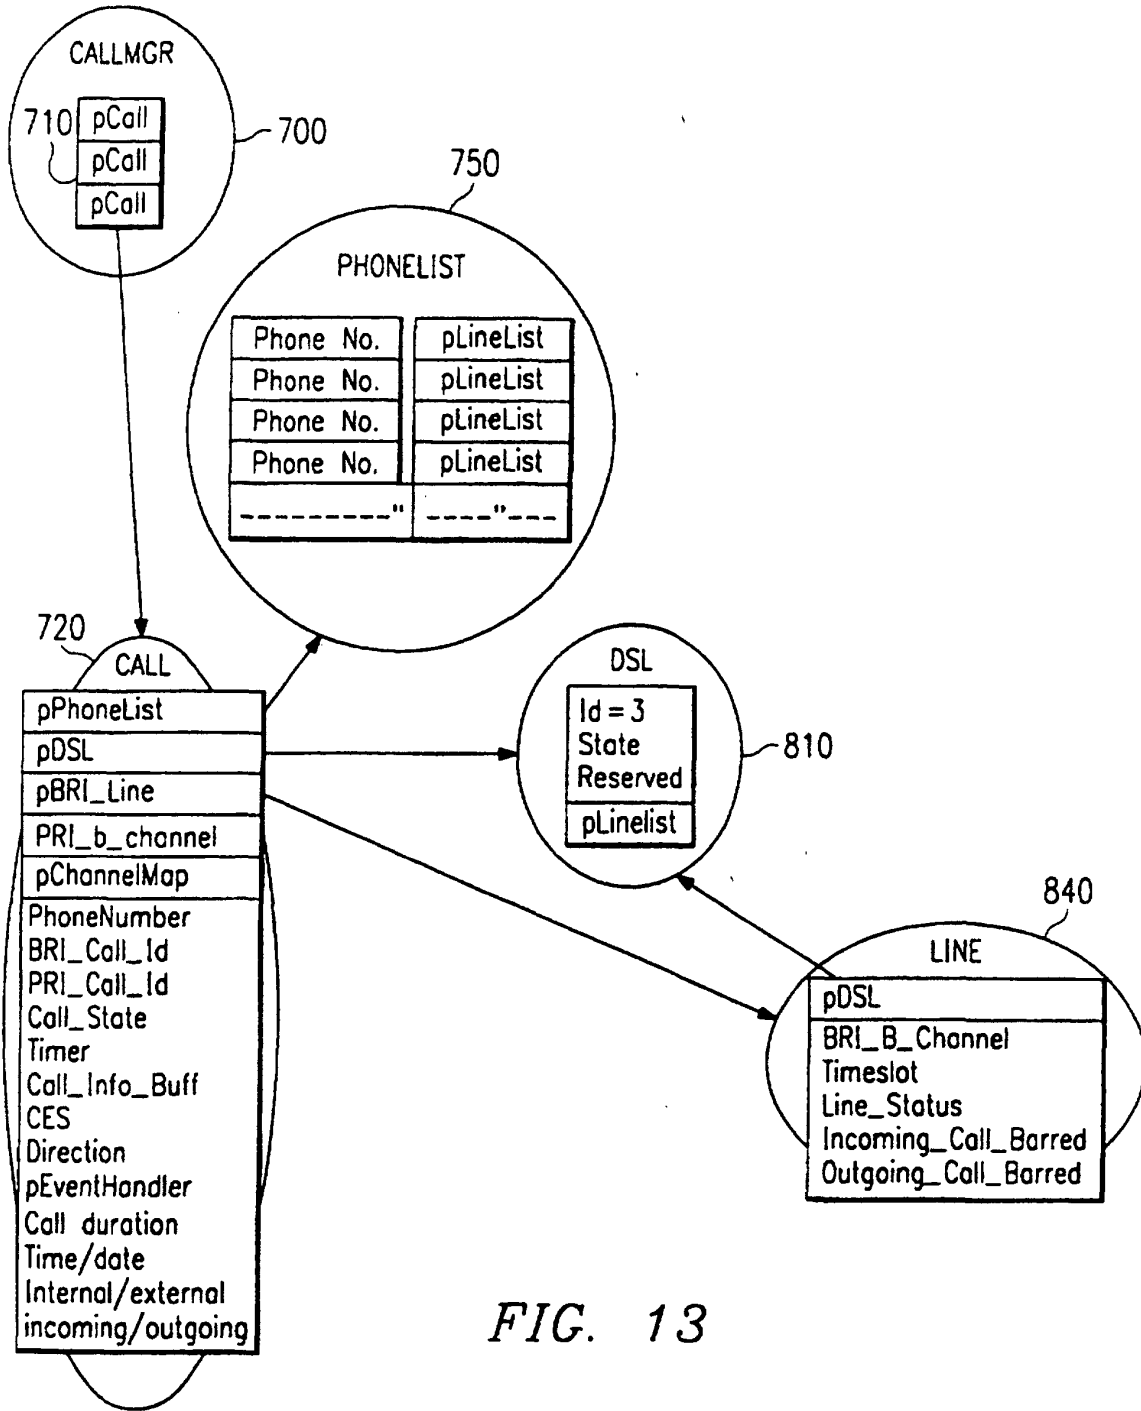 CALLMGR
710
pCall
pCall
pCall
700
750
PHONELIST
Phone No. pLineList
Phone No. pLineList
Phone No. pLineList
Phone No. pLineList
_ _ _ _ _ _ _ _ _" _ _ _ _"_ _ _
720
CALL
pPhoneList
pDSL
pBRI_Line
PRI_b_channel
pChannelMap
PhoneNumber
BRI_Call_Id
PRI_Call_Id
Call_State
Timer
Call_Info_Buff
CES
Direction
pEventHandler
Call duration
Time/date
Internal/external
incoming/outgoing
DSL
Id = 3
State
Reserved
pLinelist
810
840
LINE
pDSL
BRI_B_Channel
Timeslot
Line_Status
Incoming_Call_Barred
Outgoing_Call_Barred
FIG. 13